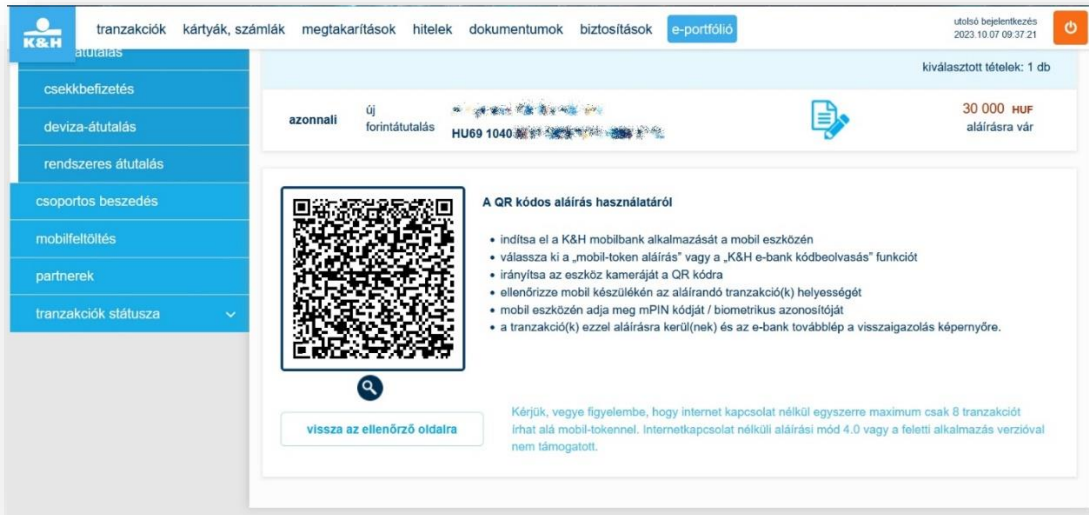 K&H
tranzakciók kártyák, számlák megtakarítások hitelek dokumentumok biztosítások e-portfólió
utolsó bejelentkezés
2023.10.07 09:37:21
csekkbefizetés
deviza-átutalás
rendszeres átutalás
csoportos beszedés
mobilfeltöltés
partnerek
tranzakciók státusza
kiválasztott tételek: 1 db
azonnali
új
forintátutalás
HU69 1040
30 000 HUF
aláírásra vár
A QR kódos aláírás használatáról
• indítsa el a K&H mobilbank alkalmazását a mobil eszközén
• válassza ki a „mobil-token aláírás" vagy a „K&H e-bank kódbeolvasás" funkciót
• irányítsa az eszköz kameráját a QR kódra
• ellenőrizze mobil készülékén az aláírandó tranzakció(k) helyességét
• mobil eszközén adja meg mPIN kódját / biometrikus azonosítóját
• a tranzakció(k) ezzel aláírásra kerül(nek) és az e-bank továbblép a visszaigazolás képernyőre.
vissza az ellenőrző oldalra
Kérjük, vegye figyelembe, hogy internet kapcsolat nélkül egyszerre maximum csak 8 tranzakciót
írhat alá mobil-tokennel. Internetkapcsolat nélküli aláírási mód 4.0 vagy a feletti alkalmazás verzióval
nem támogatott.